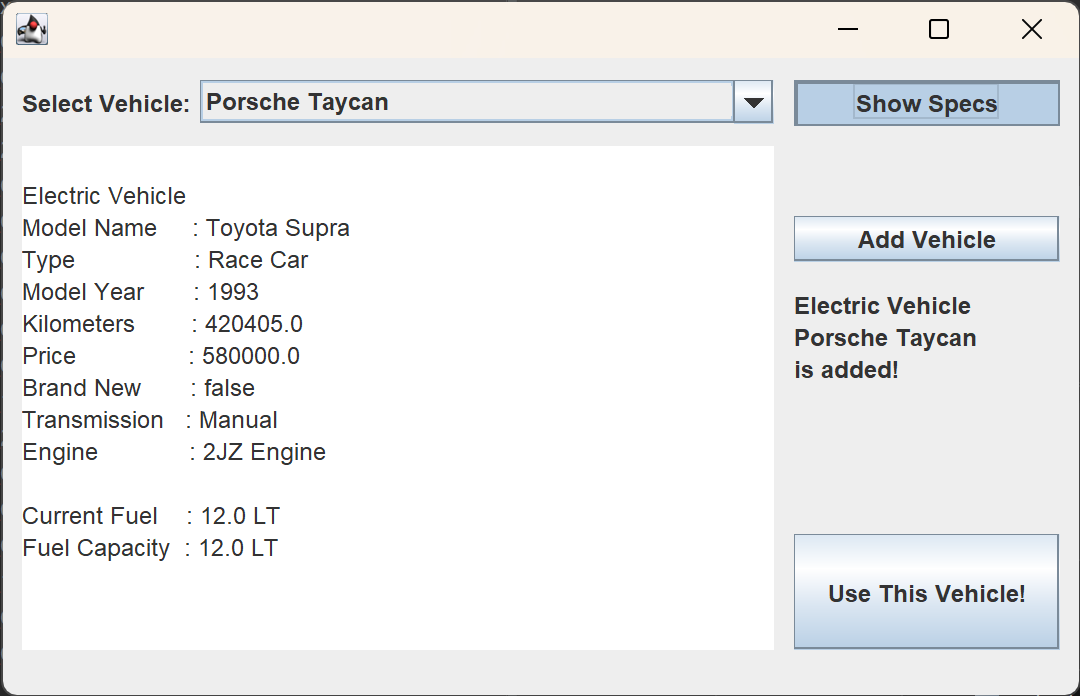 Select Vehicle: Porsche Taycan Show Specs
Electric Vehicle
Model Name : Toyota Supra
Type : Race Car
Model Year : 1993
Kilometers : 420405.0
Price : 580000.0
Brand New : false
Transmission : Manual
Engine : 2JZ Engine
Current Fuel : 12.0 LT
Fuel Capacity : 12.0 LT
Add Vehicle
Electric Vehicle
Porsche Taycan
is added!
Use This Vehicle!